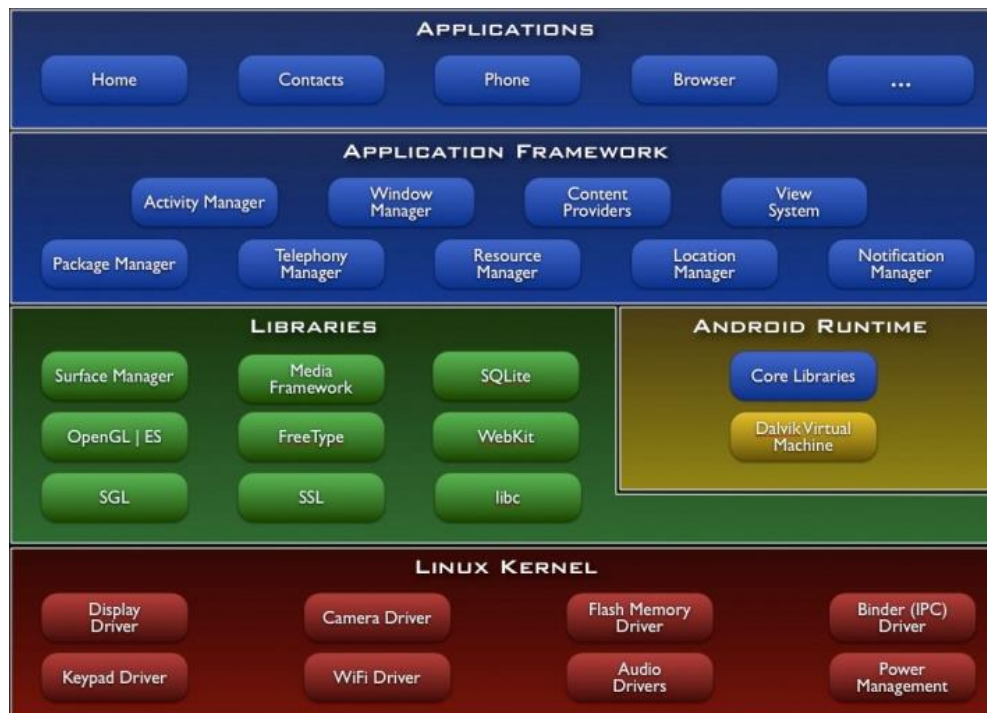 APPLICATIONS
Home
Contacts
Phone
Browser
...
APPLICATION FRAMEWORK
Activity Manager
Window
Manager
Content
Providers
View
System
Package Manager
Telephony
Manager
Resource
Manager
Location
Manager
Notification
Manager
LIBRARIES
Surface Manager
Media
Framework
SQLite
OpenGL | ES
FreeType
WebKit
SGL
SSL
libc
ANDROID RUNTIME
Core Libraries
Dalvik Virtual
Machine
LINUX KERNEL
Display
Driver
Camera Driver
Flash Memory
Driver
Binder (IPC)
Driver
Keypad Driver
WiFi Driver
Audio
Drivers
Power
Management